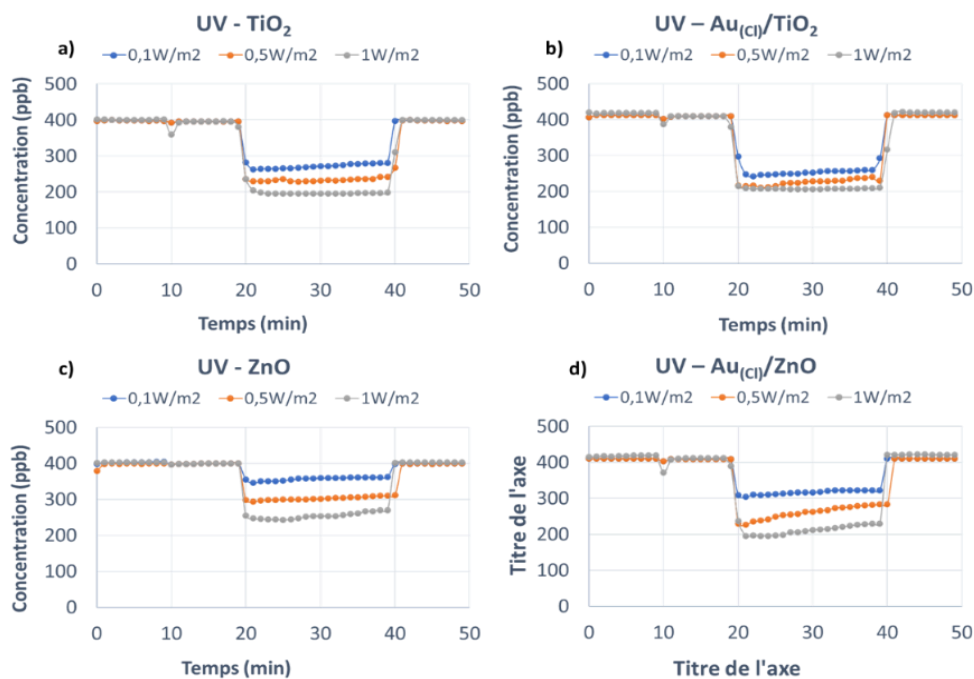 UV - TiO₂
a)
0,1W/m2 0,5W/m2 1W/m2
Concentration (ppb)
500
400
300
200
100
0
0 10 20 30 40 50
Temps (min)
UV – Au(Cl)/TiO₂
b)
0,1W/m2 0,5W/m2 1W/m2
Concentration (ppb)
500
400
300
200
100
0
0 10 20 30 40 50
Temps (min)
c)
UV - ZnO
0,1W/m2 0,5W/m2 1W/m2
Concentration (ppb)
500
400
300
200
100
0
0 10 20 30 40 50
Temps (min)
d)
UV – Au(Cl)/ZnO
0,1W/m2 0,5W/m2 1W/m2
Titre de l'axe
500
400
300
200
100
0
0 10 20 30 40 50
Titre de l'axe